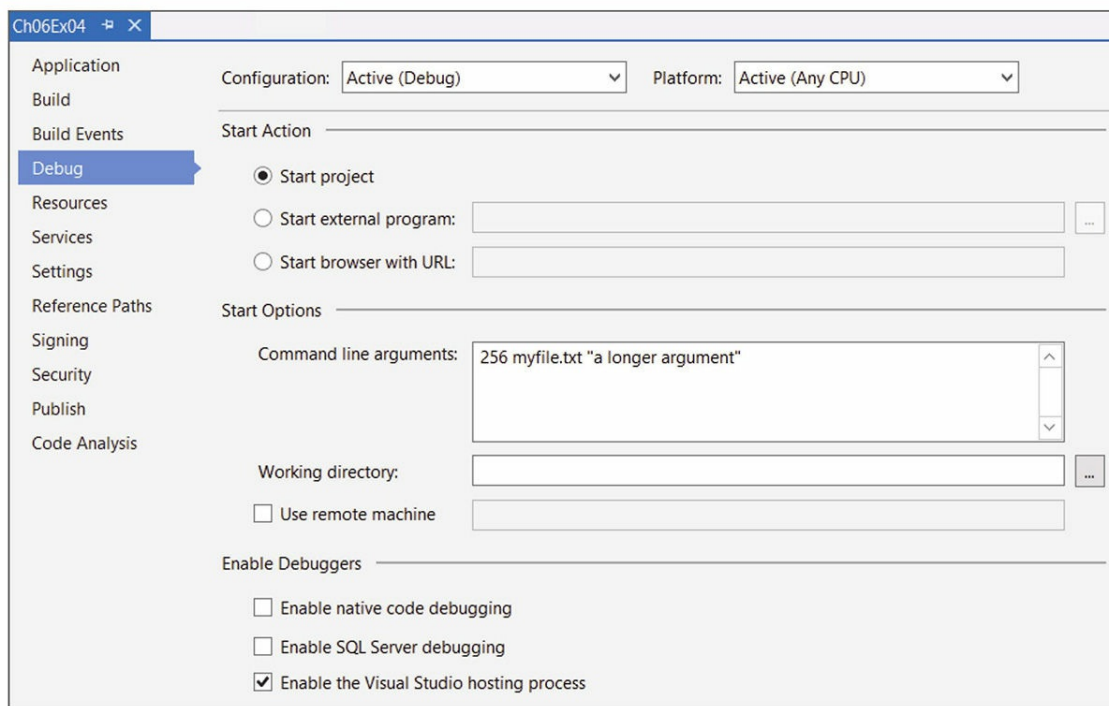 Ch06Ex04
Application
Build
Build Events
Debug
Resources
Services
Settings
Reference Paths
Signing
Security
Publish
Code Analysis
Configuration: Active (Debug) Platform: Active (Any CPU)
Start Action
Start project
Start external program: ...
Start browser with URL:
Start Options
Command line arguments: 256 myfile.txt "a longer argument"
Working directory: ...
Use remote machine
Enable Debuggers
Enable native code debugging
Enable SQL Server debugging
Enable the Visual Studio hosting process